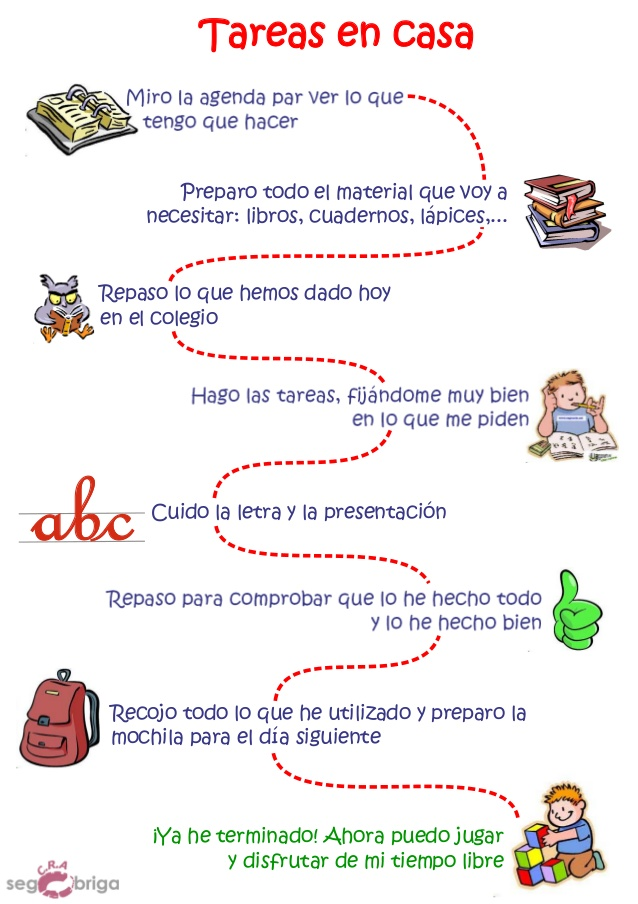 Tareas en casa
Miro la agenda par ver lo que
tengo que hacer
Preparo todo el material que voy a
necesitar: libros, cuadernos, lápices,...
Repaso lo que hemos dado hoy
en el colegio
Hago las tareas, fijándome muy bien
en lo que me piden
abc
Cuido la letra y la presentación
Repaso para comprobar que lo he hecho todo
y lo he hecho bien
Recojo todo lo que he utilizado y preparo la
mochila para el día siguiente
¡Ya he terminado! Ahora puedo jugar
y disfrutar de mi tiempo libre
C.R.A
segóbriga